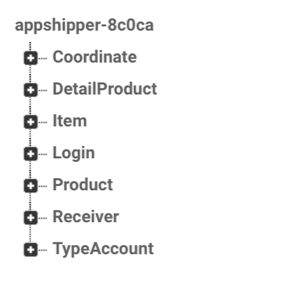 appshipper-8c0ca
Coordinate
DetailProduct
Item
Login
Product
Receiver
TypeAccount